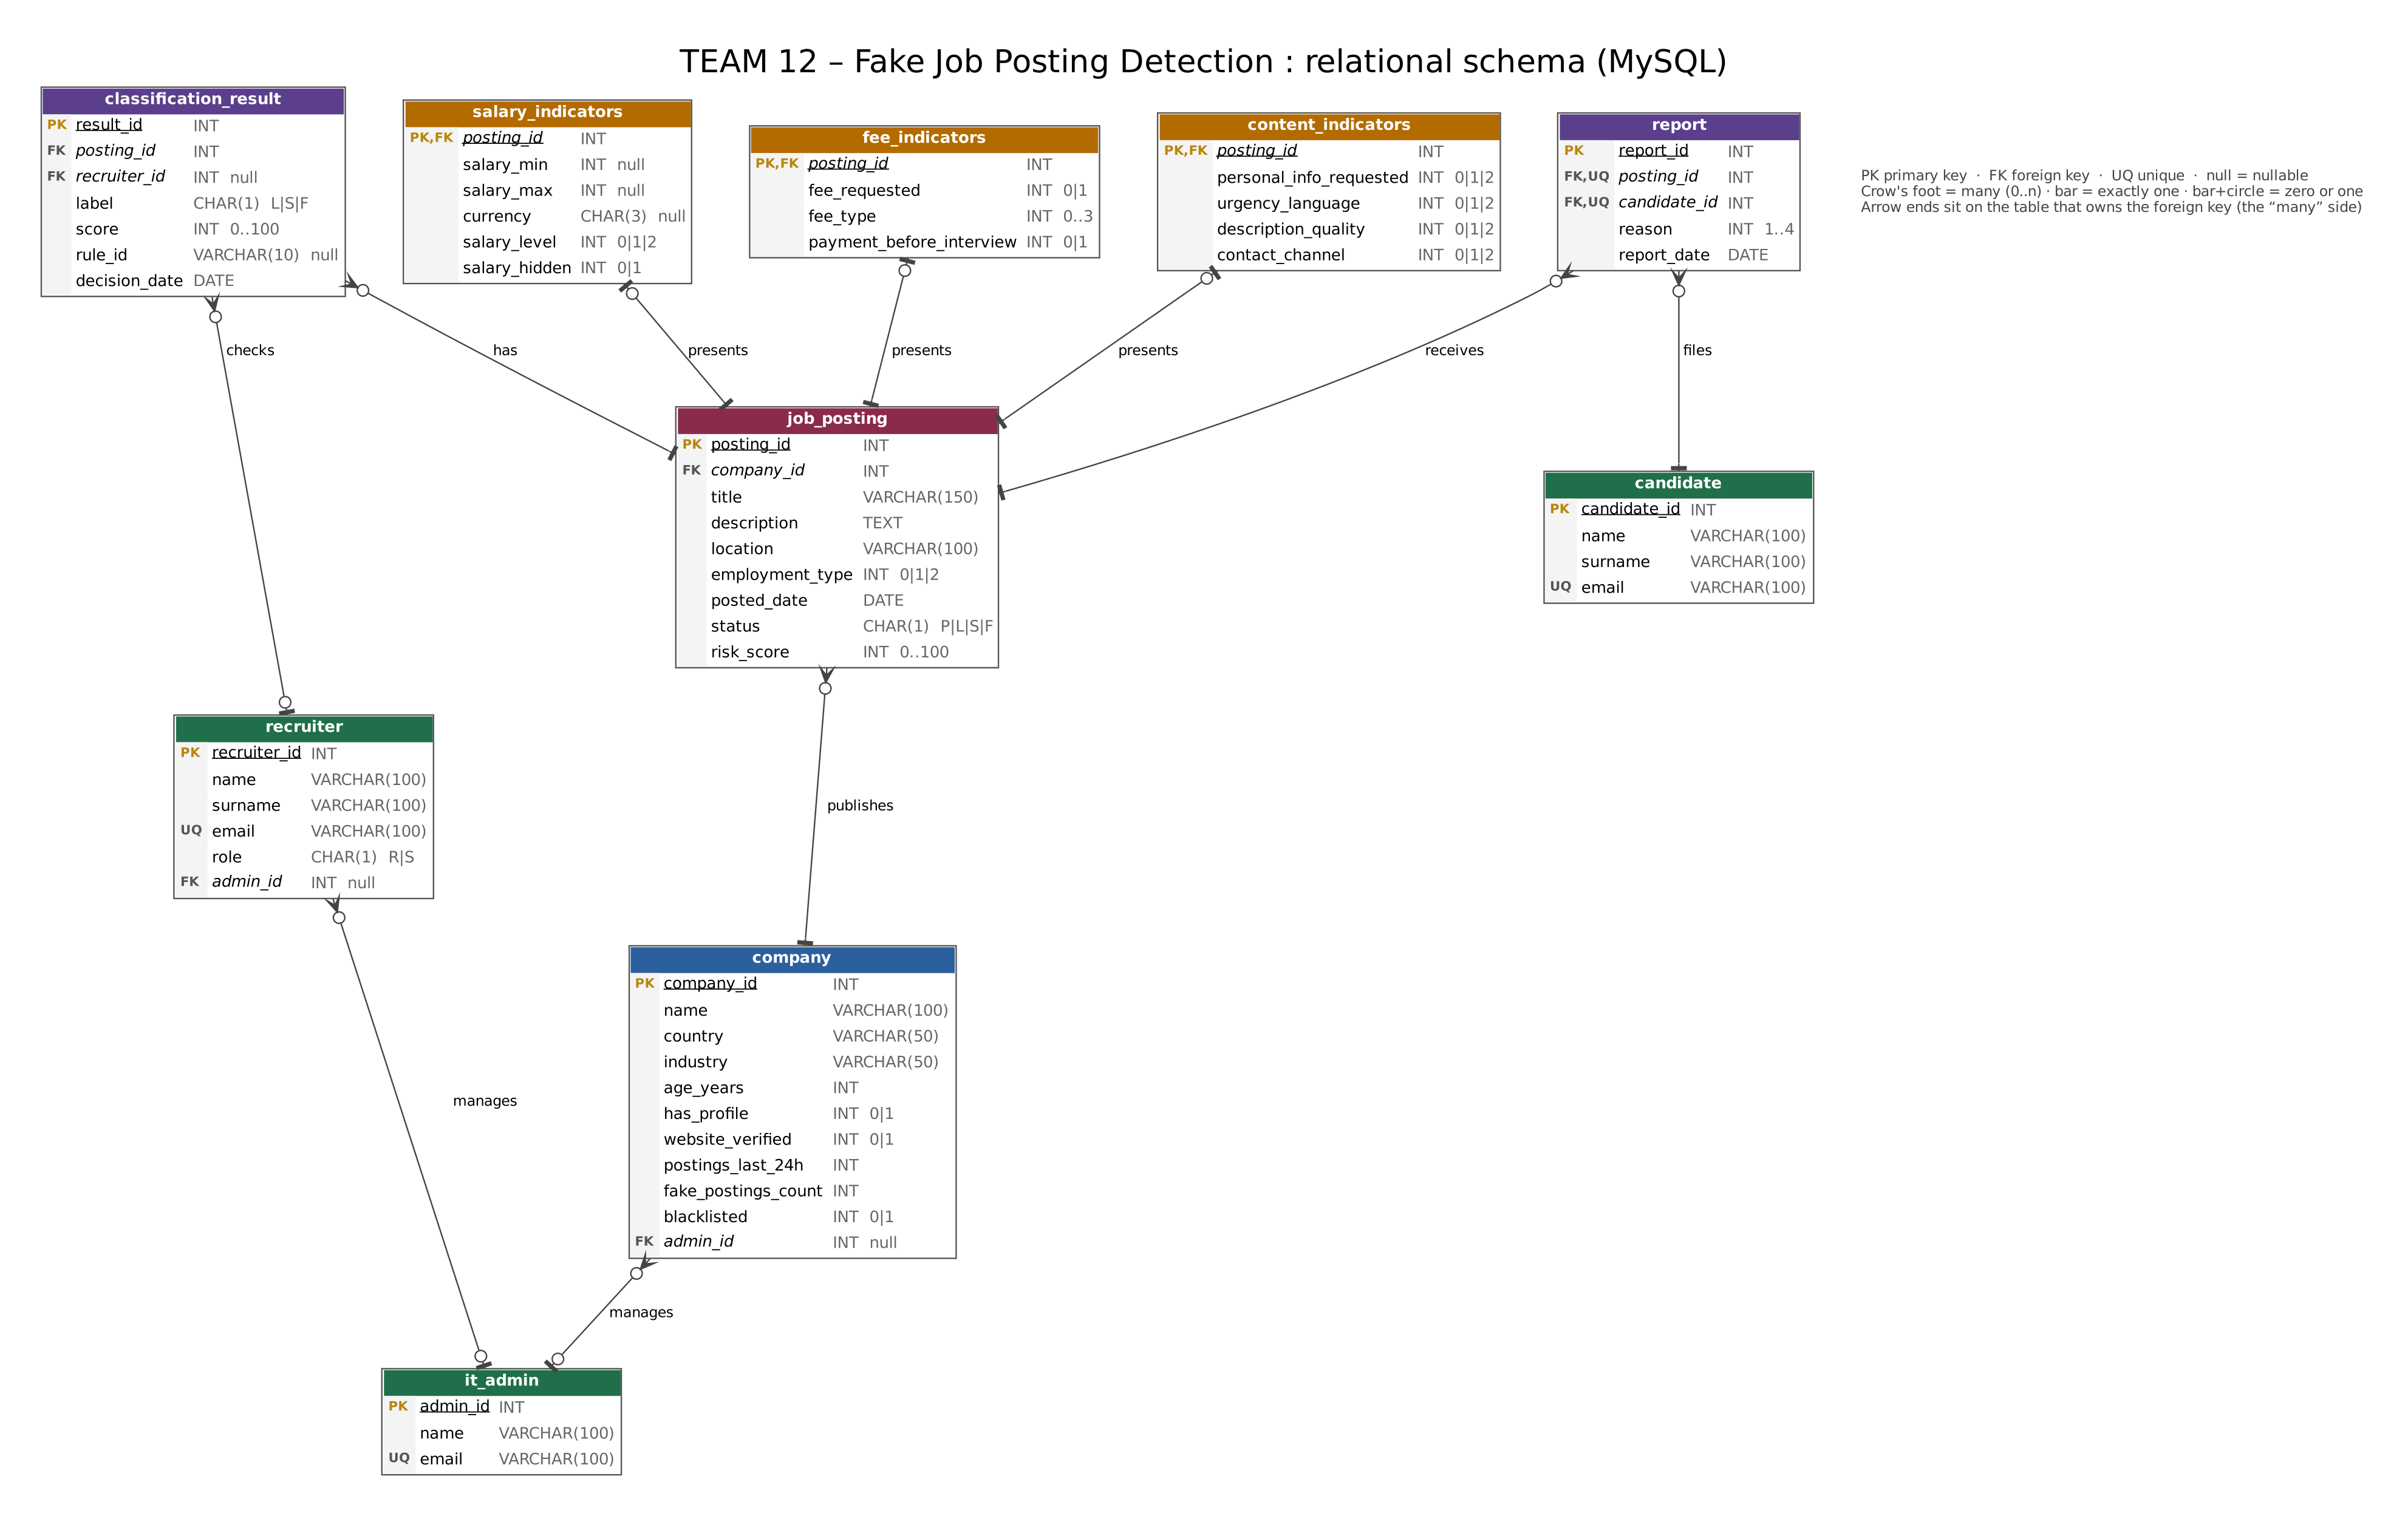 TEAM 12 – Fake Job Posting Detection : relational schema (MySQL)
classification_result
PK result_id INT
FK posting_id INT
FK recruiter_id INT null
label CHAR(1) L|S|F
score INT 0..100
rule_id VARCHAR(10) null
decision_date DATE
salary_indicators
PK,FK posting_id INT
salary_min INT null
salary_max INT null
currency CHAR(3) null
salary_level INT 0|1|2
salary_hidden INT 0|1
fee_indicators
PK,FK posting_id INT
fee_requested INT 0|1
fee_type INT 0..3
payment_before_interview INT 0|1
content_indicators
PK,FK posting_id INT
personal_info_requested INT 0|1|2
urgency_language INT 0|1|2
description_quality INT 0|1|2
contact_channel INT 0|1|2
report
PK report_id INT
FK,UQ posting_id INT
FK,UQ candidate_id INT
reason INT 1..4
report_date DATE
PK primary key · FK foreign key · UQ unique · null = nullable
Crow's foot = many (0..n) · bar = exactly one · bar+circle = zero or one
Arrow ends sit on the table that owns the foreign key (the “many” side)
checks
has
presents
presents
presents
receives
files
job_posting
PK posting_id INT
FK company_id INT
title VARCHAR(150)
description TEXT
location VARCHAR(100)
employment_type INT 0|1|2
posted_date DATE
status CHAR(1) P|L|S|F
risk_score INT 0..100
candidate
PK candidate_id INT
name VARCHAR(100)
surname VARCHAR(100)
UQ email VARCHAR(100)
recruiter
PK recruiter_id INT
name VARCHAR(100)
surname VARCHAR(100)
UQ email VARCHAR(100)
role CHAR(1) R|S
FK admin_id INT null
publishes
company
PK company_id INT
name VARCHAR(100)
country VARCHAR(50)
industry VARCHAR(50)
age_years INT
has_profile INT 0|1
website_verified INT 0|1
postings_last_24h INT
fake_postings_count INT
blacklisted INT 0|1
FK admin_id INT null
manages
manages
it_admin
PK admin_id INT
name VARCHAR(100)
UQ email VARCHAR(100)